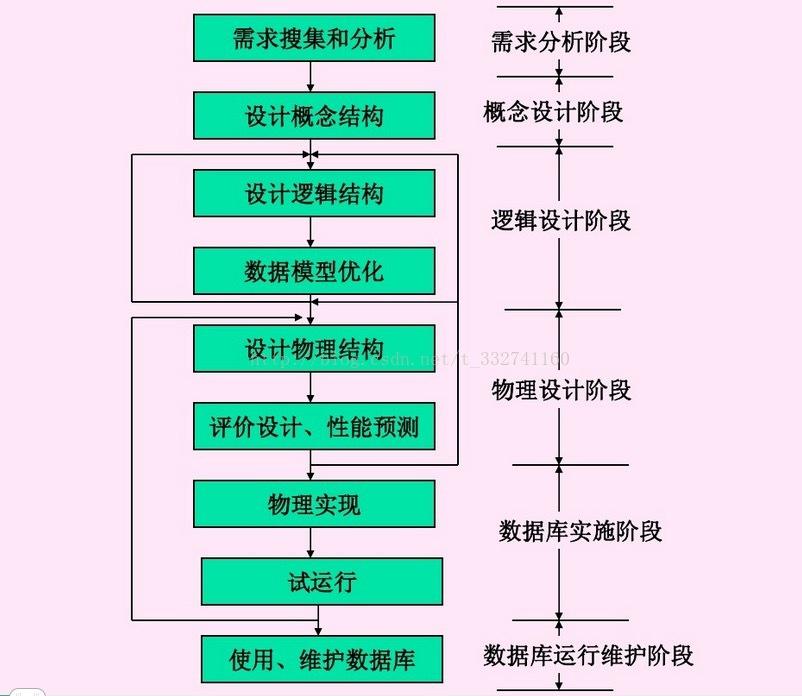 需求搜集和分析
需求分析阶段
设计概念结构
概念设计阶段
设计逻辑结构
逻辑设计阶段
数据模型优化
设计物理结构
http://blog.csdn.net/t_332741160
物理设计阶段
评价设计、性能预测
物理实现
数据库实施阶段
试运行
使用、维护数据库
数据库运行维护阶段